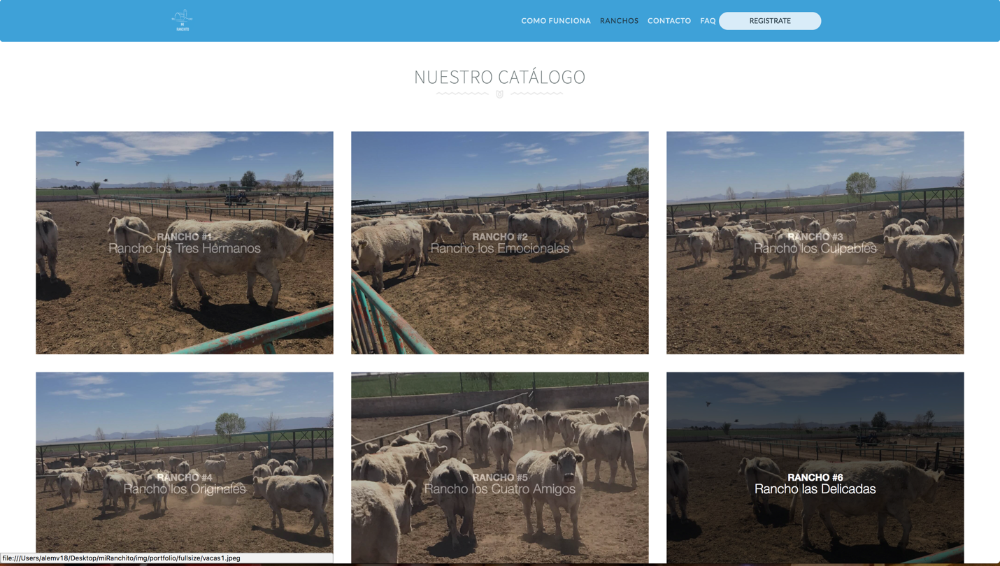 MI
RANCHITO
COMO FUNCIONA RANCHOS CONTACTO FAQ REGISTRATE
NUESTRO CATÁLOGO
RANCHO #1
Rancho los Tres Hérmanos
RANCHO #2
Rancho los Emocionales
RANCHO #3
Rancho los Culpables
RANCHO #4
Rancho los Originales
RANCHO #5
Rancho los Cuatro Amigos
RANCHO #6
Rancho las Delicadas
file:///Users/alemv18/Desktop/miRanchito/img/portfolio/fullsize/vacas1.jpeg